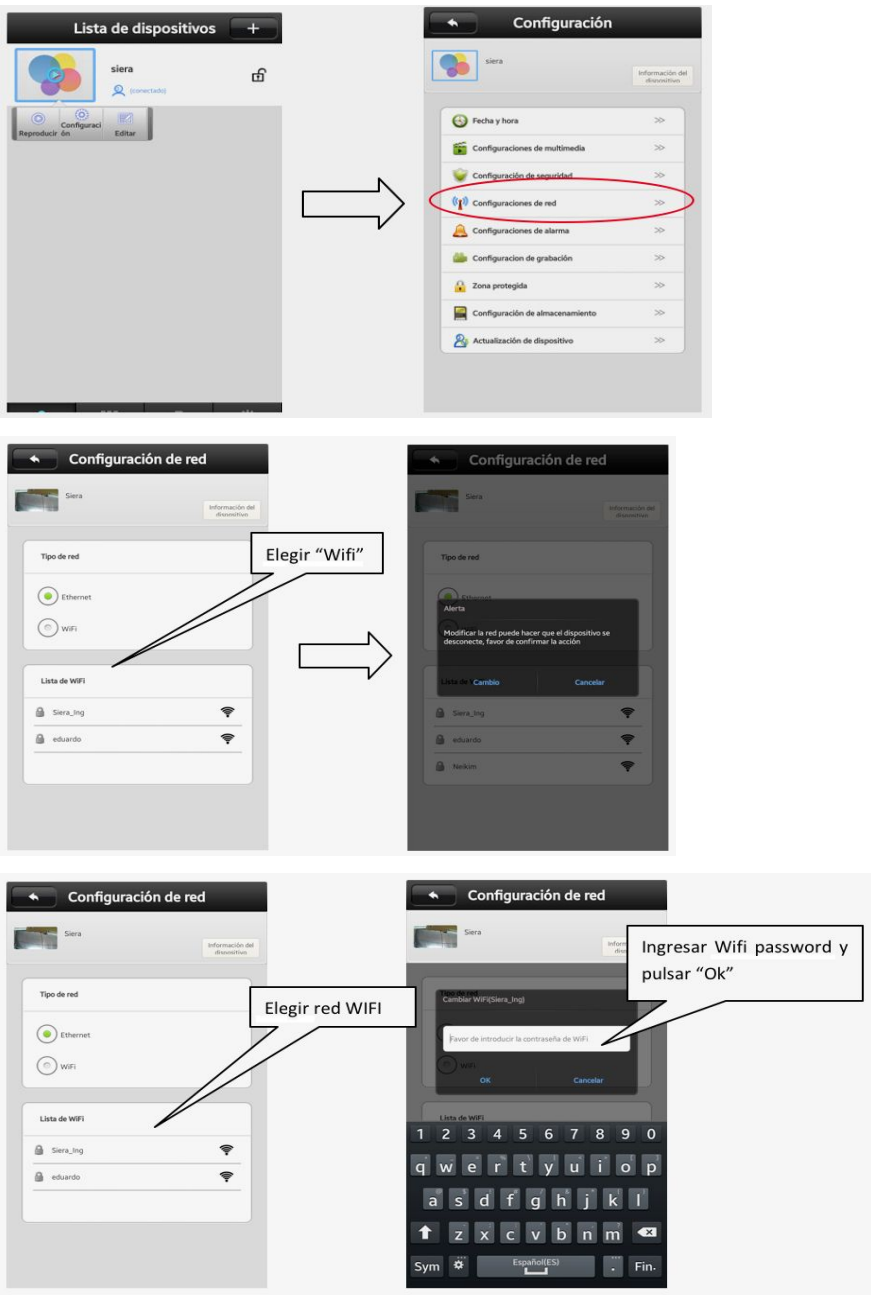 Lista de dispositivos
+
siera
(conectado)
Reproducir
Configuraci
ón
Editar
Configuración
siera
Información del
dispositivo
Fecha y hora
>>
Configuraciones de multimedia
>>
Configuración de seguridad
>>
Configuraciones de red
>>
Configuraciones de alarma
>>
Configuracion de grabación
>>
Zona protegida
>>
Configuración de almacenamiento
>>
Actualización de dispositivo
>>
Configuración de red
Siera
Información del
dispositivo
Tipo de red
Ethernet
WiFi
Lista de WiFi
Siera_Ing
eduardo
Elegir “Wifi”
Configuración de red
Siera
Información del
dispositivo
Tipo de red
Ethernet
Alerta
Modificar la red puede hacer que el dispositivo se
desconecte, favor de confirmar la acción
Lista de
Cambio
Cancelar
Siera_Ing
eduardo
Neikim
Configuración de red
Siera
Información del
dispositivo
Tipo de red
Ethernet
WiFi
Lista de WiFi
Siera_Ing
eduardo
Elegir red WIFI
Configuración de red
Siera
Ingresar Wifi password y
pulsar “Ok”
Tipo de red
Cambiar WiFi(Siera_Ing)
Favor de introducir la contraseña de WiFi
WiFi
OK
Cancelar
Lista de WiFi
1 2 3 4 5 6 7 8 9 0
q w e r t y u i o p
a s d f g h j k l
z x c v b n m
Sym
Español(ES)
.
Fin.